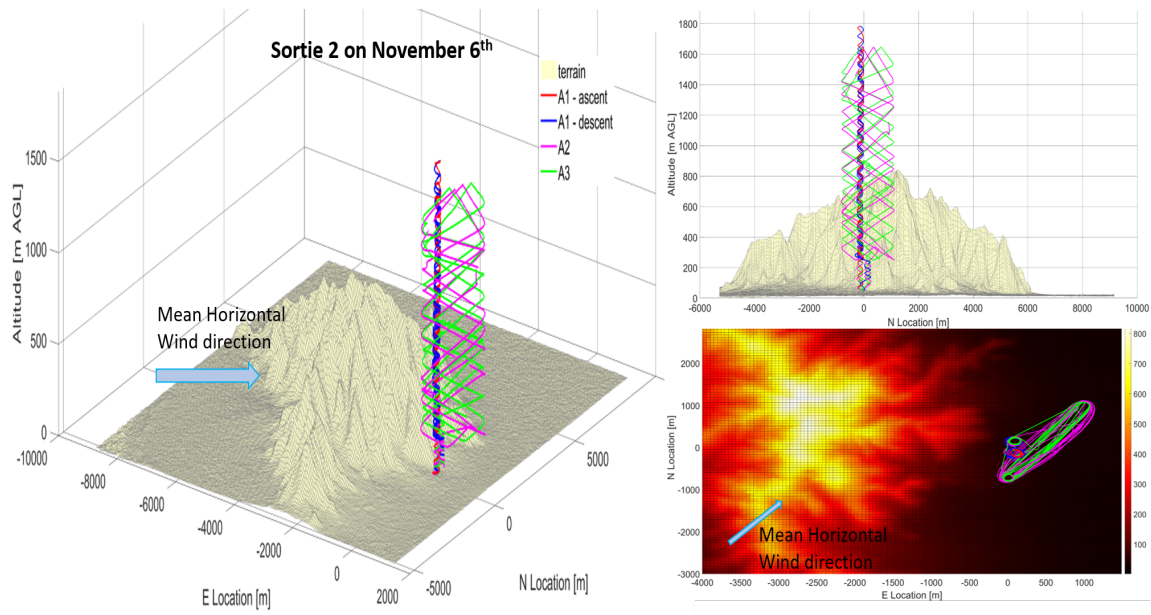 Sortie 2 on November 6th
terrain
A1 - ascent
A1 - descent
A2
A3
1500
1000
500
0
Altitude [m AGL]
Mean Horizontal
Wind direction
-10000
-8000
-6000
-4000
-2000
0
2000
E Location [m]
-5000
0
5000
N Location [m]
1800
1600
1400
1200
1000
800
600
400
200
0
Altitude [m AGL]
-6000 -4000 -2000 0 2000 4000 6000 8000 10000
N Location [m]
2000
1000
0
-1000
-2000
-3000
N Location [m]
Mean Horizontal
Wind direction
-4000 -3500 -3000 -2500 -2000 -1500 -1000 -500 0 500 1000
E Location [m]
800
700
600
500
400
300
200
100